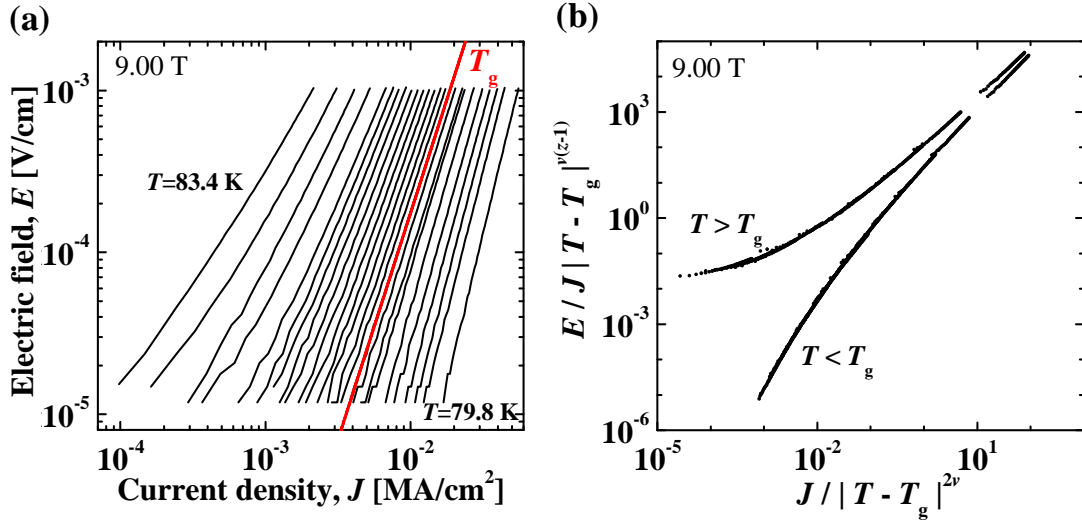 (a)
9.00 T
T_g
T=83.4 K
T=79.8 K
Electric field, E [V/cm]
10^-3
10^-4
10^-5
10^-4
10^-3
10^-2
Current density, J [MA/cm^2]
(b)
9.00 T
T > T_g
T < T_g
E / J | T - T_g |^ν(z-1)
10^3
10^0
10^-3
10^-6
10^-5
10^-2
10^1
J / | T - T_g |^2ν